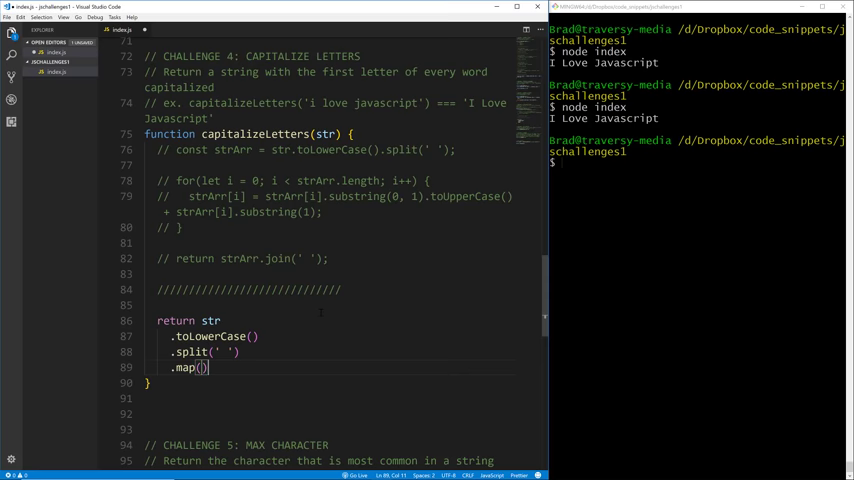 index.js - jschallenges1 - Visual Studio Code
File Edit Selection View Go Debug Tasks Help
EXPLORER
OPEN EDITORS 1 UNSAVED
index.js
JSCHALLENGES1
index.js
index.js
71
72 // CHALLENGE 4: CAPITALIZE LETTERS
73 // Return a string with the first letter of every word
capitalized
74 // ex. capitalizeLetters('i love javascript') === 'I Love
Javascript'
75 function capitalizeLetters(str) {
76 // const strArr = str.toLowerCase().split(' ');
77
78 // for(let i = 0; i < strArr.length; i++) {
79 //   strArr[i] = strArr[i].substring(0, 1).toUpperCase()
+ strArr[i].substring(1);
80 // }
81
82 // return strArr.join(' ');
83
84 /////////////////////////////
85
86 return str
87 .toLowerCase()
88 .split(' ')
89 .map()
90 }
91
92
93
94 // CHALLENGE 5: MAX CHARACTER
95 // Return the character that is most common in a string
0 0
Go Live Ln 89, Col 11 Spaces: 2 UTF-8 CRLF JavaScript Prettier
MINGW64:/d/Dropbox/code_snippets/jschallenges1
Brad@traversy-media /d/Dropbox/code_snippets/j
schallenges1
$ node index
I Love Javascript
Brad@traversy-media /d/Dropbox/code_snippets/j
schallenges1
$ node index
I Love Javascript
Brad@traversy-media /d/Dropbox/code_snippets/j
schallenges1
$